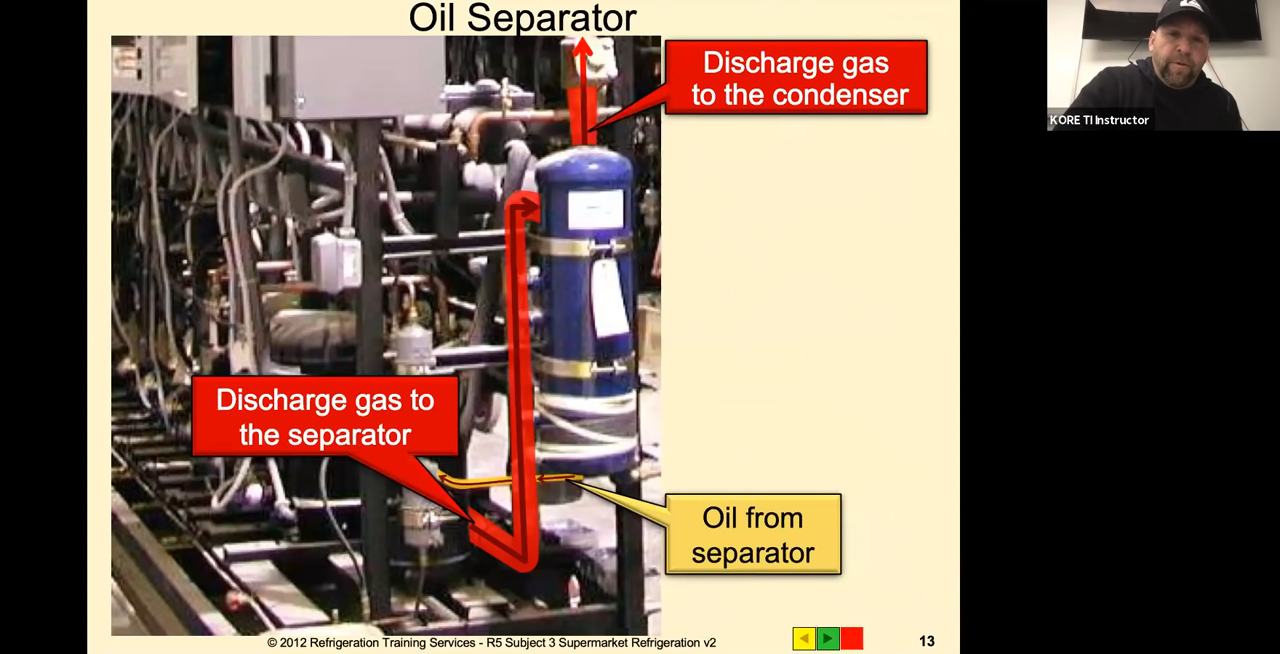 Oil Separator
Discharge gas
to the condenser
KORE TI Instructor
Discharge gas to
the separator
Oil from
separator
© 2012 Refrigeration Training Services - R5 Subject 3 Supermarket Refrigeration v2
13